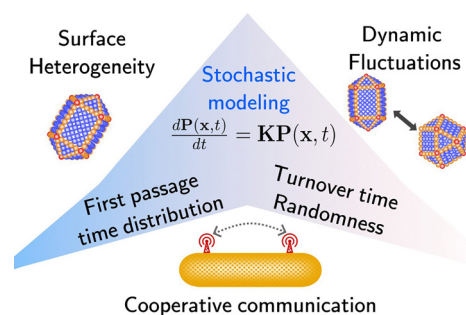 Surface
Heterogeneity
Dynamic
Fluctuations
Stochastic
modeling
dP(x,t)/dt = KP(x, t)
First passage
time distribution
Turnover time
Randomness
Cooperative communication